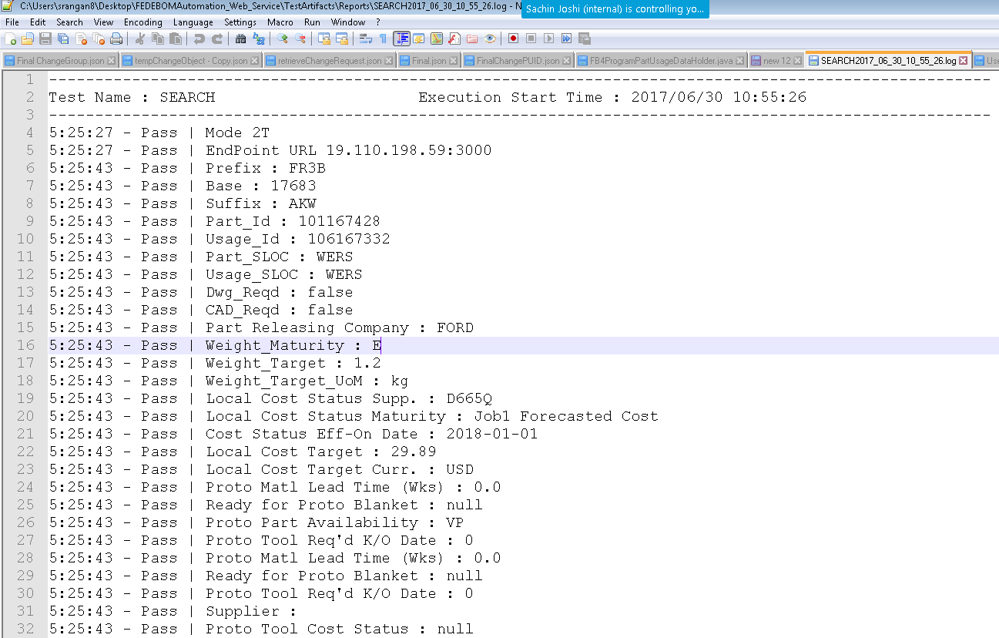 C:\Users\srangan8\Desktop\FEDEBOMAutomation_Web_Service\TestArtifacts\Reports\SEARCH2017_06_30_10_55_26.log - N
Sachin Joshi (internal) is controlling yo...
File Edit Search View Encoding Language Settings Macro Run Window ?
Final ChangeGroup.json tempChangeObject - Copy.json retrieveChangeRequest.json Final.json FinalChangePUID.json FB4ProgramPartUsageDataHolder.java new 12 SEARCH2017_06_30_10_55_26.log Use
1 ------------------------------------------------------------------------------------------------------
2 Test Name : SEARCH Execution Start Time : 2017/06/30 10:55:26
3 ------------------------------------------------------------------------------------------------------
4 5:25:27 - Pass | Mode 2T
5 5:25:27 - Pass | EndPoint URL 19.110.198.59:3000
6 5:25:43 - Pass | Prefix : FR3B
7 5:25:43 - Pass | Base : 17683
8 5:25:43 - Pass | Suffix : AKW
9 5:25:43 - Pass | Part_Id : 101167428
10 5:25:43 - Pass | Usage_Id : 106167332
11 5:25:43 - Pass | Part_SLOC : WERS
12 5:25:43 - Pass | Usage_SLOC : WERS
13 5:25:43 - Pass | Dwg_Reqd : false
14 5:25:43 - Pass | CAD_Reqd : false
15 5:25:43 - Pass | Part Releasing Company : FORD
16 5:25:43 - Pass | Weight_Maturity : E
17 5:25:43 - Pass | Weight_Target : 1.2
18 5:25:43 - Pass | Weight_Target_UoM : kg
19 5:25:43 - Pass | Local Cost Status Supp. : D665Q
20 5:25:43 - Pass | Local Cost Status Maturity : Job1 Forecasted Cost
21 5:25:43 - Pass | Cost Status Eff-On Date : 2018-01-01
22 5:25:43 - Pass | Local Cost Target : 29.89
23 5:25:43 - Pass | Local Cost Target Curr. : USD
24 5:25:43 - Pass | Proto Matl Lead Time (Wks) : 0.0
25 5:25:43 - Pass | Ready for Proto Blanket : null
26 5:25:43 - Pass | Proto Part Availability : VP
27 5:25:43 - Pass | Proto Tool Req'd K/O Date : 0
28 5:25:43 - Pass | Proto Matl Lead Time (Wks) : 0.0
29 5:25:43 - Pass | Ready for Proto Blanket : null
30 5:25:43 - Pass | Proto Tool Req'd K/O Date : 0
31 5:25:43 - Pass | Supplier :
32 5:25:43 - Pass | Proto Tool Cost Status : null